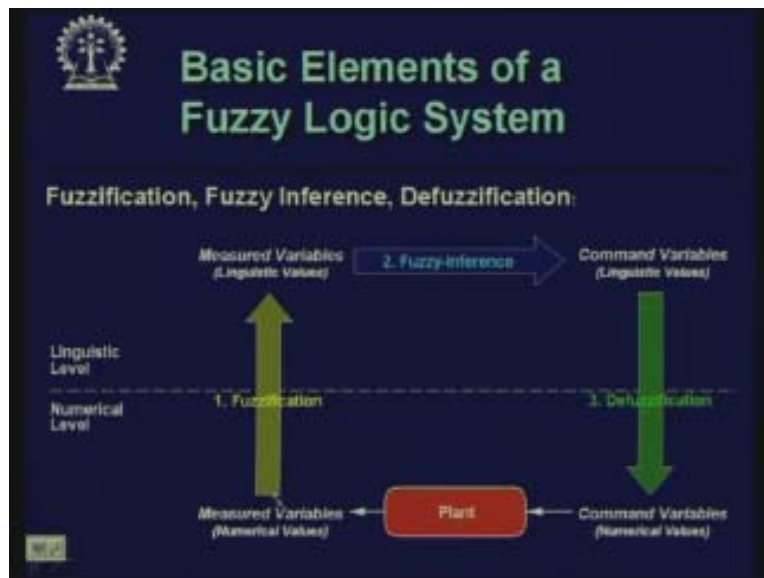 Basic Elements of a
Fuzzy Logic System
Fuzzification, Fuzzy Inference, Defuzzification:
Measured Variables
(Linguistic Values)
2. Fuzzy-Inference
Command Variables
(Linguistic Values)
Linguistic
Level
1. Fuzzification
3. Defuzzification
Numerical
Level
Measured Variables
(Numerical Values)
Plant
Command Variables
(Numerical Values)